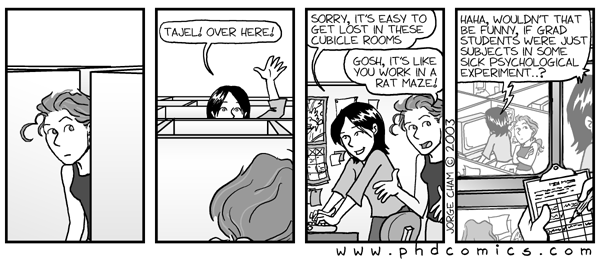 TAJEL! OVER HERE!
SORRY, IT'S EASY TO
GET LOST IN THESE
CUBICLE ROOMS
GOSH, IT'S LIKE
YOU WORK IN A
RAT MAZE!
HAHA, WOULDN'T THAT
BE FUNNY, IF GRAD
STUDENTS WERE JUST
SUBJECTS IN SOME
SICK PSYCHOLOGICAL
EXPERIMENT..?
JORGE CHAM © 2003
www.phdcomics.com